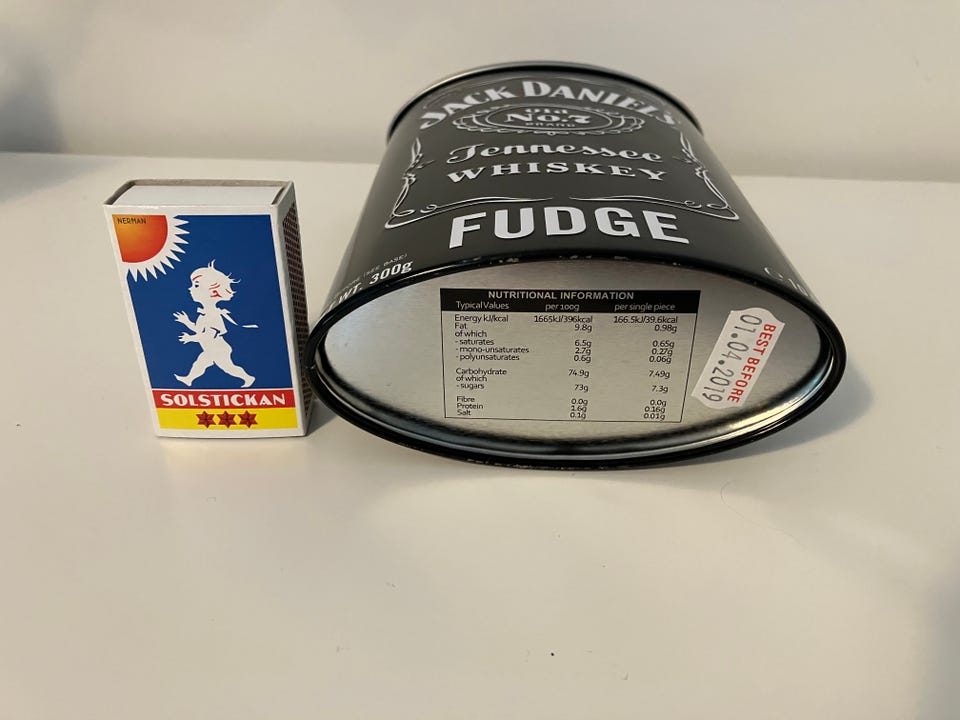 NERMAN
SOLSTICKAN
JACK DANIEL'S
Old
No.7
BRAND
Tennessee
WHISKEY
FUDGE
(SEE BASE)
WT. 300g
NUTRITIONAL INFORMATION
Typical Values per 100g per single piece
Energy kJ/kcal 1665kJ/396kcal 166.5kJ/39.6kcal
Fat 9.8g 0.98g
of which
- saturates 6.5g 0.65g
- mono-unsaturates 2.7g 0.27g
- polyunsaturates 0.6g 0.06g
Carbohydrate 74.9g 7.49g
of which
- sugars 73g 7.3g
Fibre 0.0g 0.0g
Protein 1.6g 0.16g
Salt 0.1g 0.01g
BEST BEFORE
01.04.2019